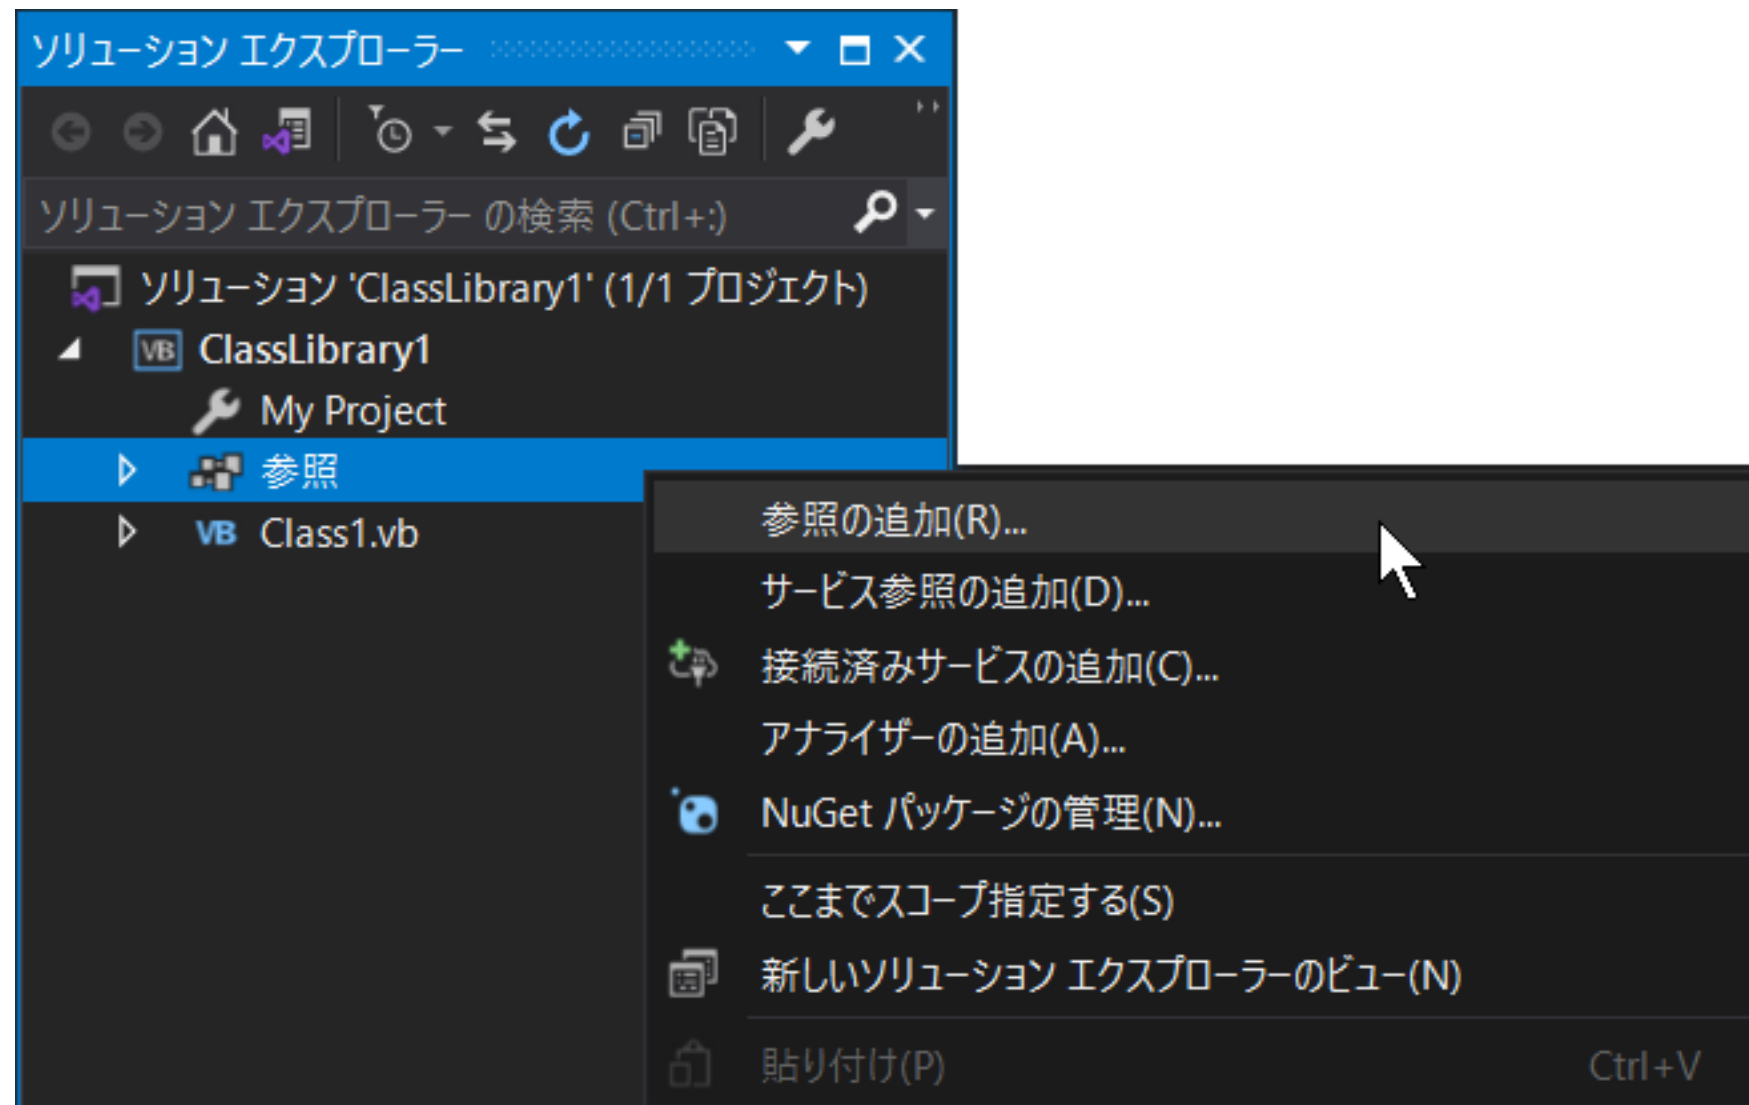 ソリューション エクスプローラー
ソリューション エクスプローラー の検索 (Ctrl+:)
ソリューション 'ClassLibrary1' (1/1 プロジェクト)
VB ClassLibrary1
My Project
参照
VB Class1.vb
参照の追加(R)...
サービス参照の追加(D)...
接続済みサービスの追加(C)...
アナライザーの追加(A)...
NuGet パッケージの管理(N)...
ここまでスコープ指定する(S)
新しいソリューション エクスプローラーのビュー(N)
貼り付け(P) Ctrl+V